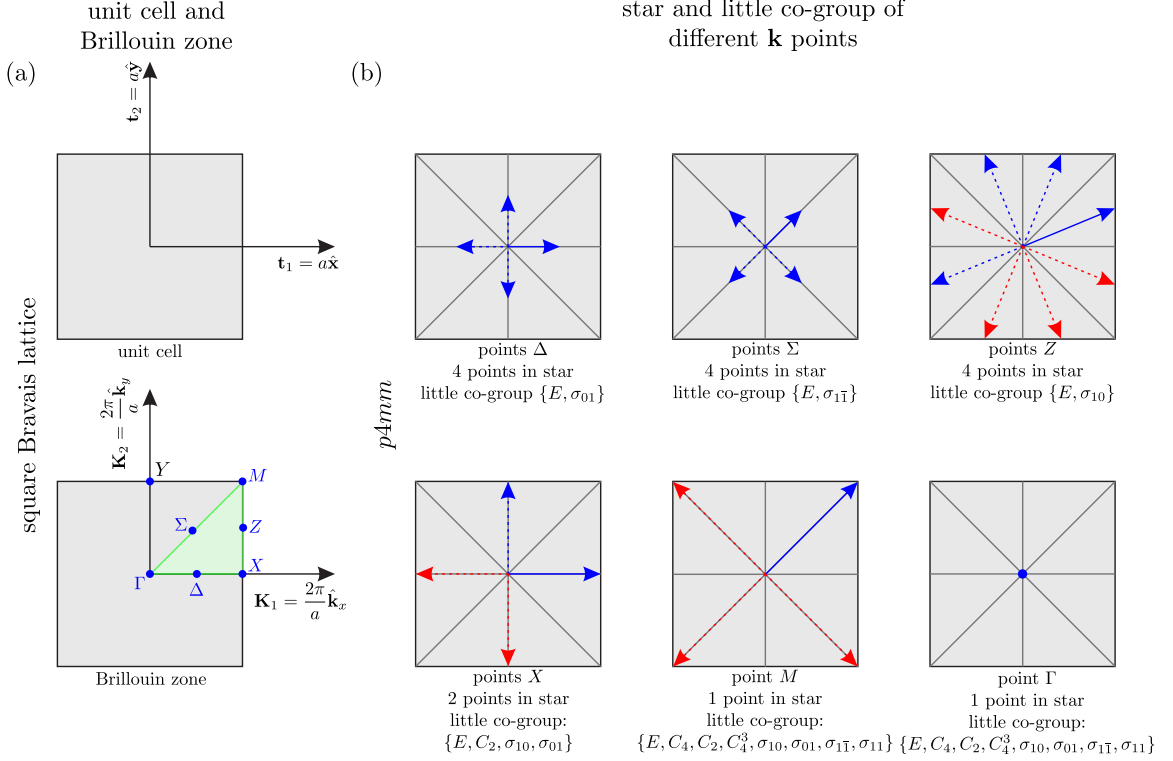 unit cell and
Brillouin zone
star and little co-group of
different k points
(a)
(b)
t₂ = aŷ
t₁ = ax̂
unit cell
square Bravais lattice
K₂ = 2π/a k̂_y
Y
M
Σ
Z
Γ
Δ
X
K₁ = 2π/a k̂ₓ
Brillouin zone
p4mm
points Δ
4 points in star
little co-group {E, σ₀₁}
points Σ
4 points in star
little co-group {E, σ₁1̄}
points Z
4 points in star
little co-group {E, σ₁₀}
points X
2 points in star
little co-group:
{E, C₂, σ₁₀, σ₀₁}
point M
1 point in star
little co-group:
{E, C₄, C₂, C₄³, σ₁₀, σ₀₁, σ₁1̄, σ₁₁}
point Γ
1 point in star
little co-group:
{E, C₄, C₂, C₄³, σ₁₀, σ₀₁, σ₁1̄, σ₁₁}